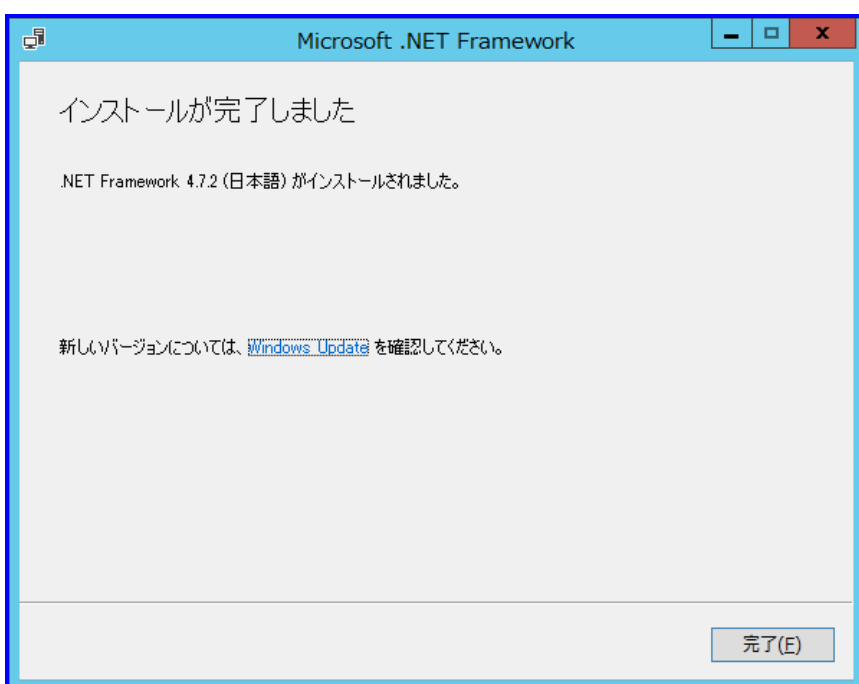 Microsoft .NET Framework
インストールが完了しました
.NET Framework 4.7.2 (日本語) がインストールされました。
新しいバージョンについては、Windows Update を確認してください。
完了(F)